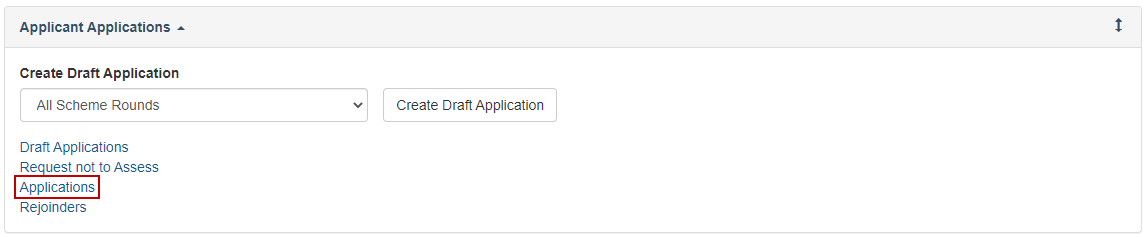 Applicant Applications
Create Draft Application
All Scheme Rounds
Create Draft Application
Draft Applications
Request not to Assess
Applications
Rejoinders